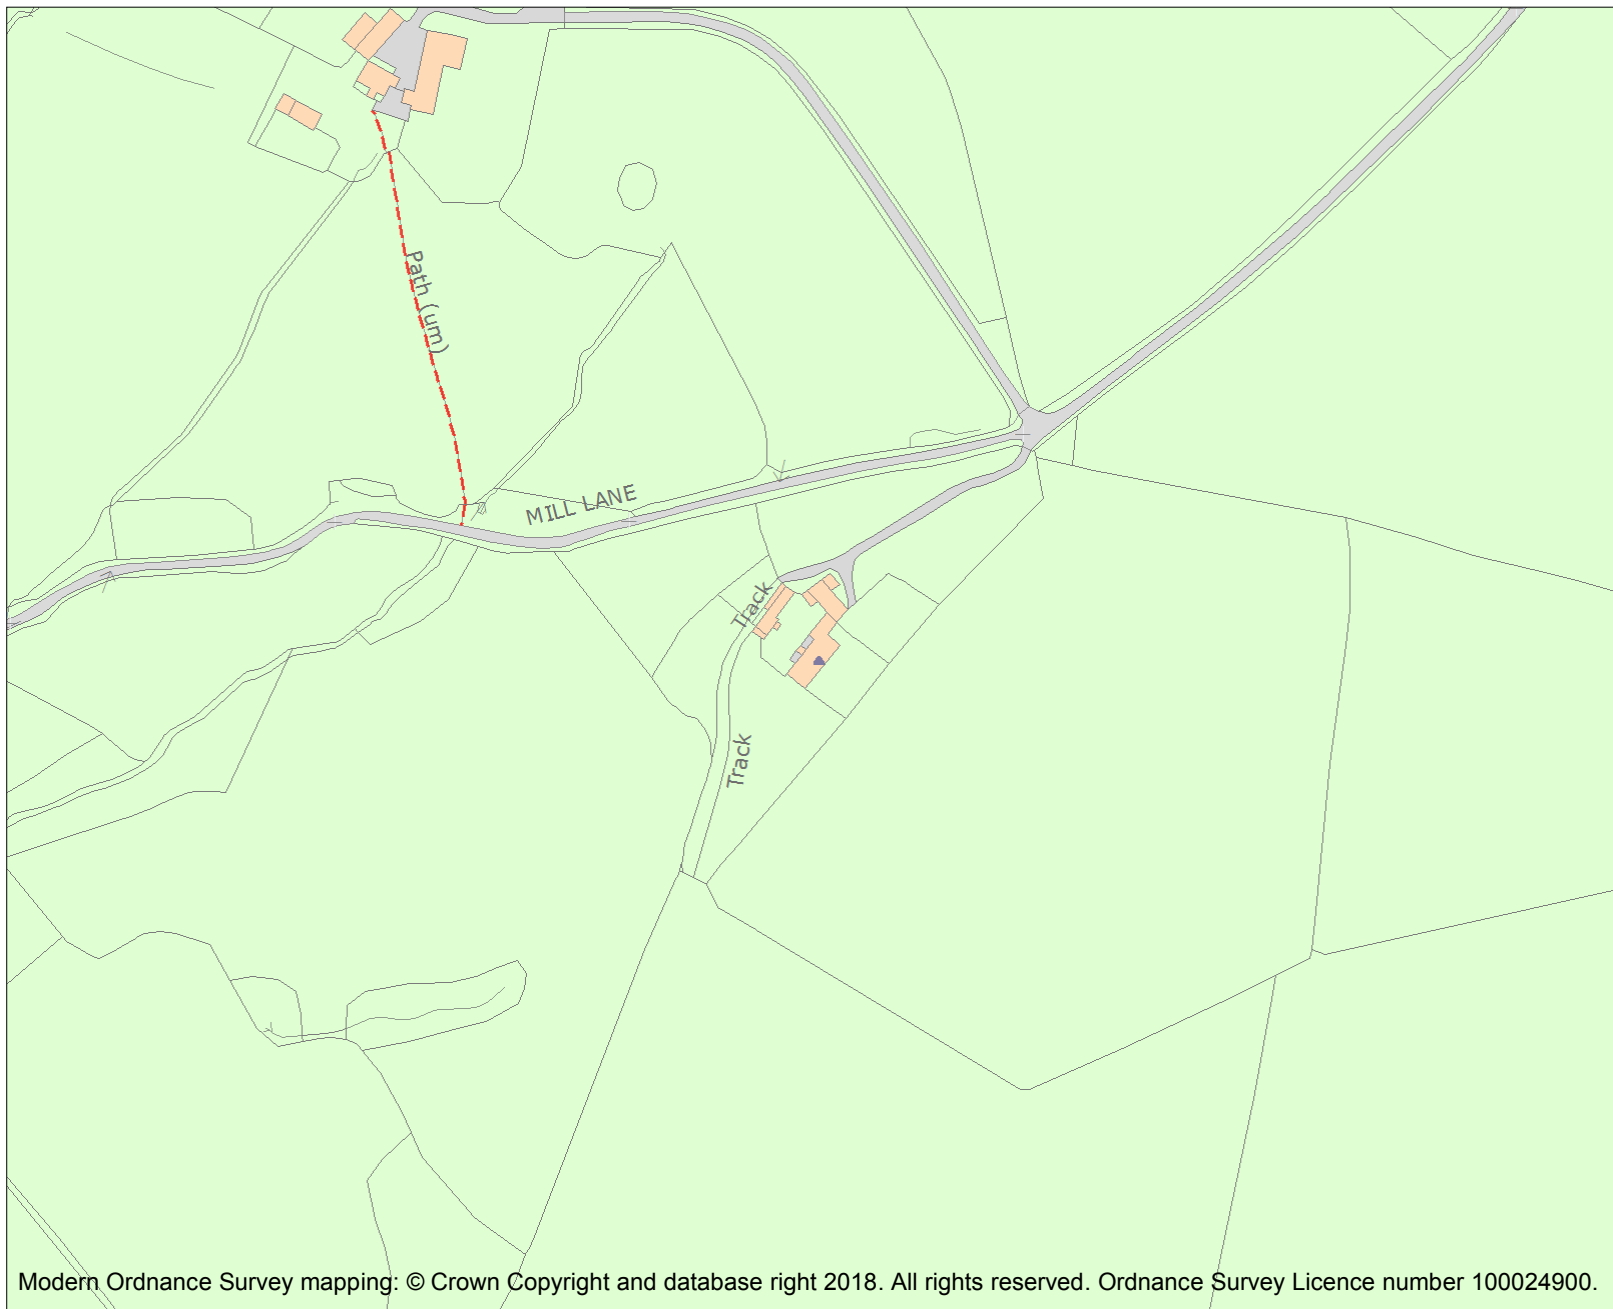 Path (um)
MILL LANE
Track
Track
Modern Ordnance Survey mapping: © Crown Copyright and database right 2018. All rights reserved. Ordnance Survey Licence number 100024900.